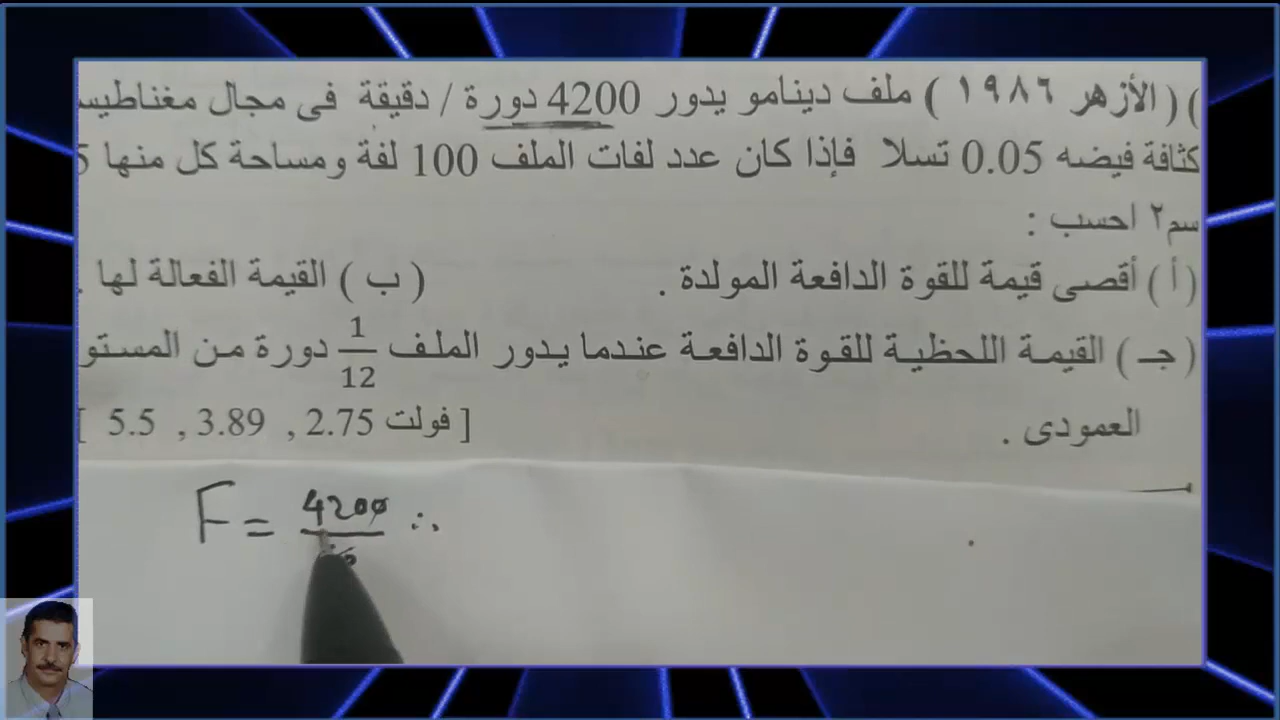 ) ( الأزهر ١٩٨٦ ) ملف دينامو يدور 4200 دورة / دقيقة فى مجال
كثافة فيضه 0.05 تسلا فإذا كان عدد لفات الملف 100 لفة ومساحة كل منها
سم٢ احسب :
( أ ) أقصى قيمة للقوة الدافعة المولدة . ( ب ) القيمة الفعالة لها .
( جـ ) القيمة اللحظية للقوة الدافعة عندما يدور الملف 1/12 دورة من
العمودى . [ 5.5 , 3.89 , 2.75 فولت ]
F = 4200 ∴